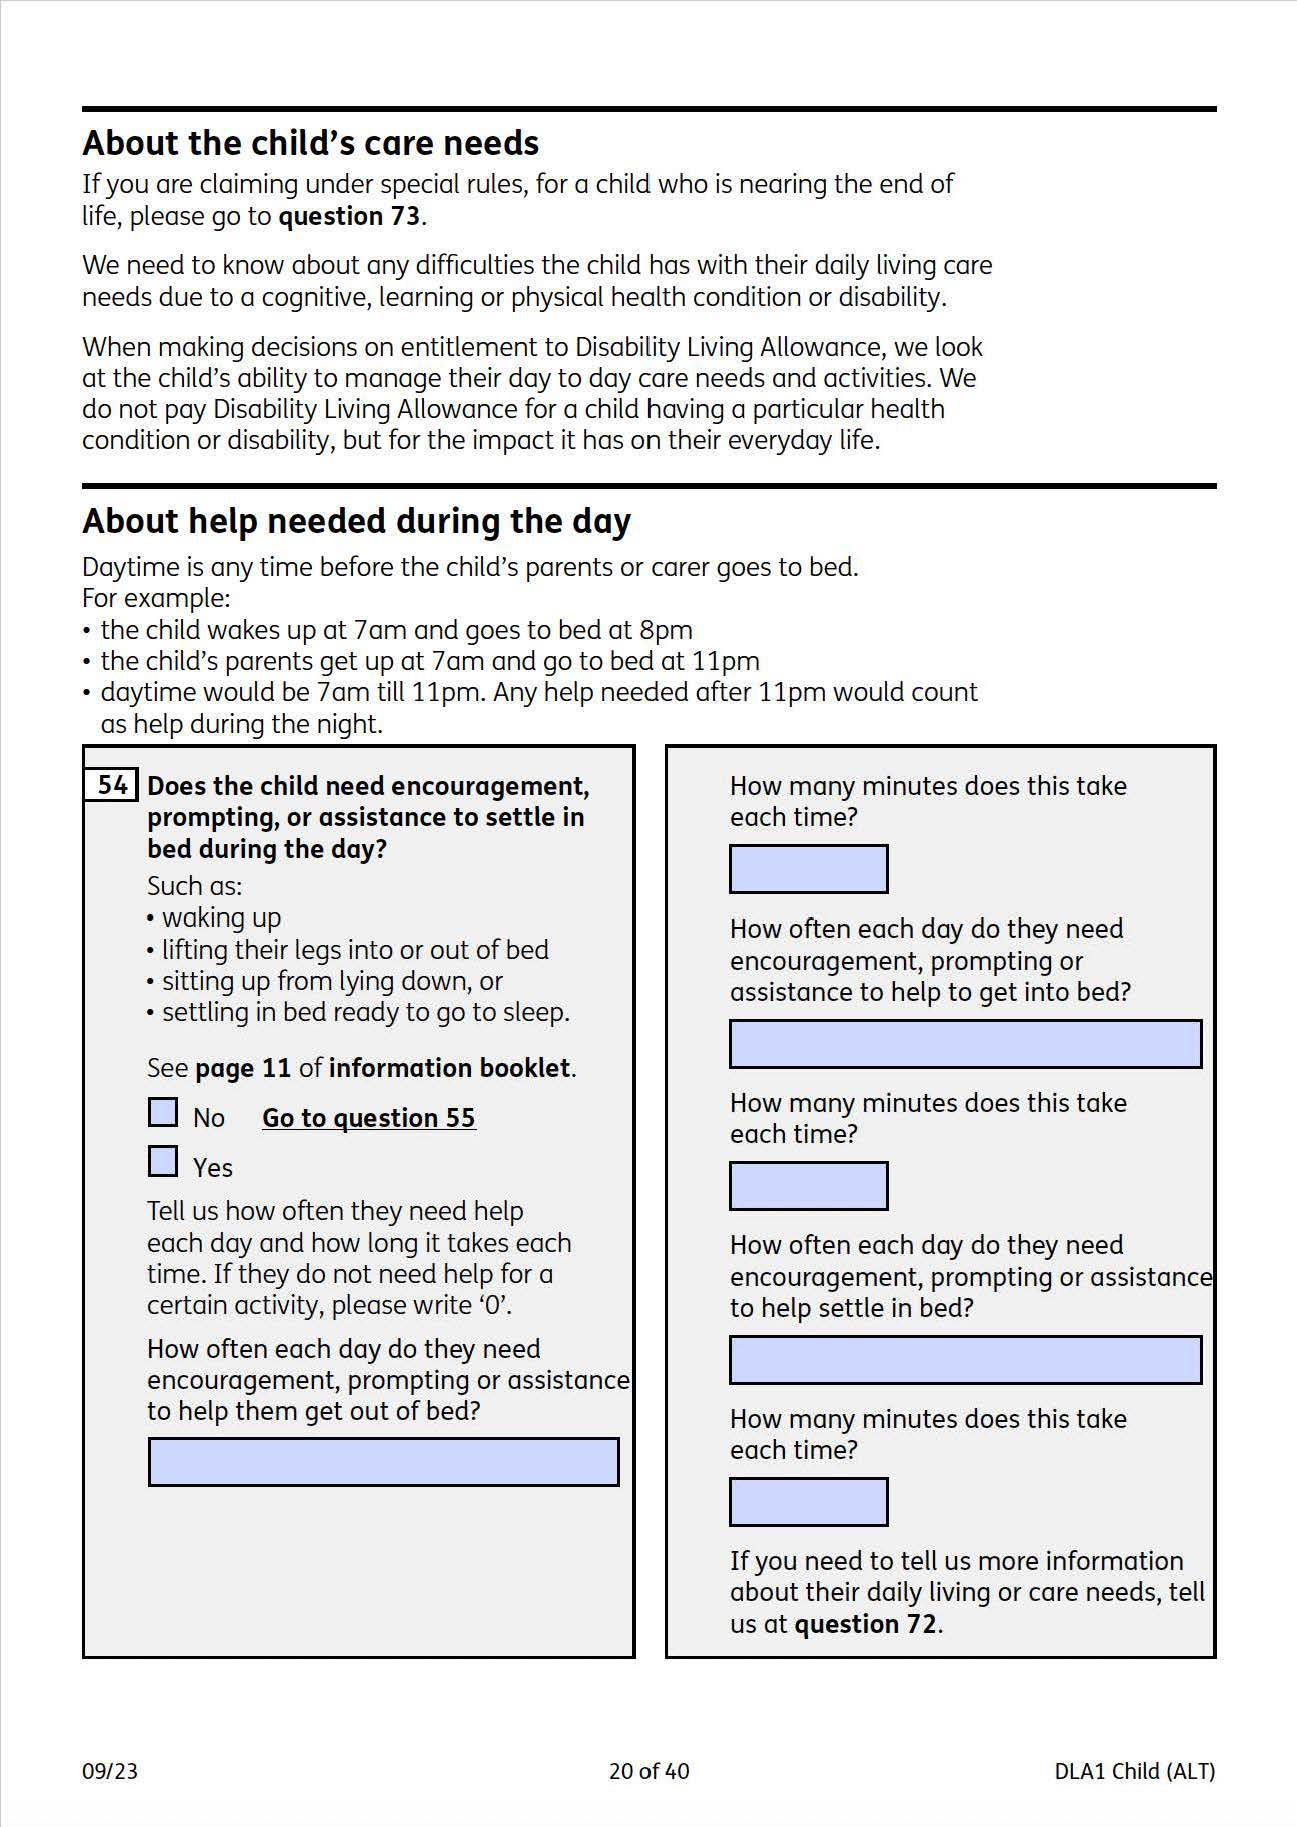 About the child’s care needs
If you are claiming under special rules, for a child who is nearing the end of
life, please go to question 73.
We need to know about any difficulties the child has with their daily living care
needs due to a cognitive, learning or physical health condition or disability.
When making decisions on entitlement to Disability Living Allowance, we look
at the child’s ability to manage their day to day care needs and activities. We
do not pay Disability Living Allowance for a child having a particular health
condition or disability, but for the impact it has on their everyday life.
About help needed during the day
Daytime is any time before the child’s parents or carer goes to bed.
For example:
• the child wakes up at 7am and goes to bed at 8pm
• the child’s parents get up at 7am and go to bed at 11pm
• daytime would be 7am till 11pm. Any help needed after 11pm would count
as help during the night.
54 Does the child need encouragement,
prompting, or assistance to settle in
bed during the day?
Such as:
• waking up
• lifting their legs into or out of bed
• sitting up from lying down, or
• settling in bed ready to go to sleep.
See page 11 of information booklet.
No Go to question 55
Yes
Tell us how often they need help
each day and how long it takes each
time. If they do not need help for a
certain activity, please write ‘0’.
How often each day do they need
encouragement, prompting or assistance
to help them get out of bed?
How many minutes does this take
each time?
How often each day do they need
encouragement, prompting or
assistance to help to get into bed?
How many minutes does this take
each time?
How often each day do they need
encouragement, prompting or assistance
to help settle in bed?
How many minutes does this take
each time?
If you need to tell us more information
about their daily living or care needs, tell
us at question 72.
09/23 20 of 40 DLA1 Child (ALT)